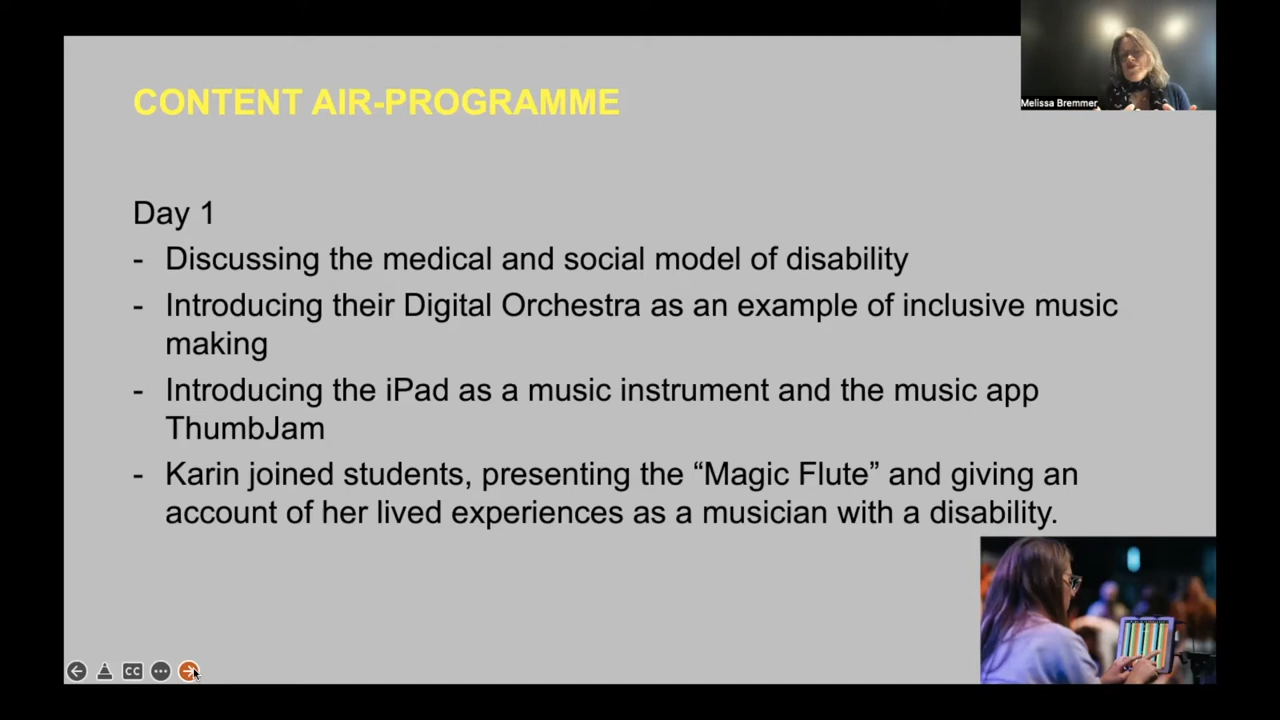 CONTENT AIR-PROGRAMME
Melissa Bremmer
Day 1
- Discussing the medical and social model of disability
- Introducing their Digital Orchestra as an example of inclusive music
making
- Introducing the iPad as a music instrument and the music app
ThumbJam
- Karin joined students, presenting the “Magic Flute” and giving an
account of her lived experiences as a musician with a disability.
CC